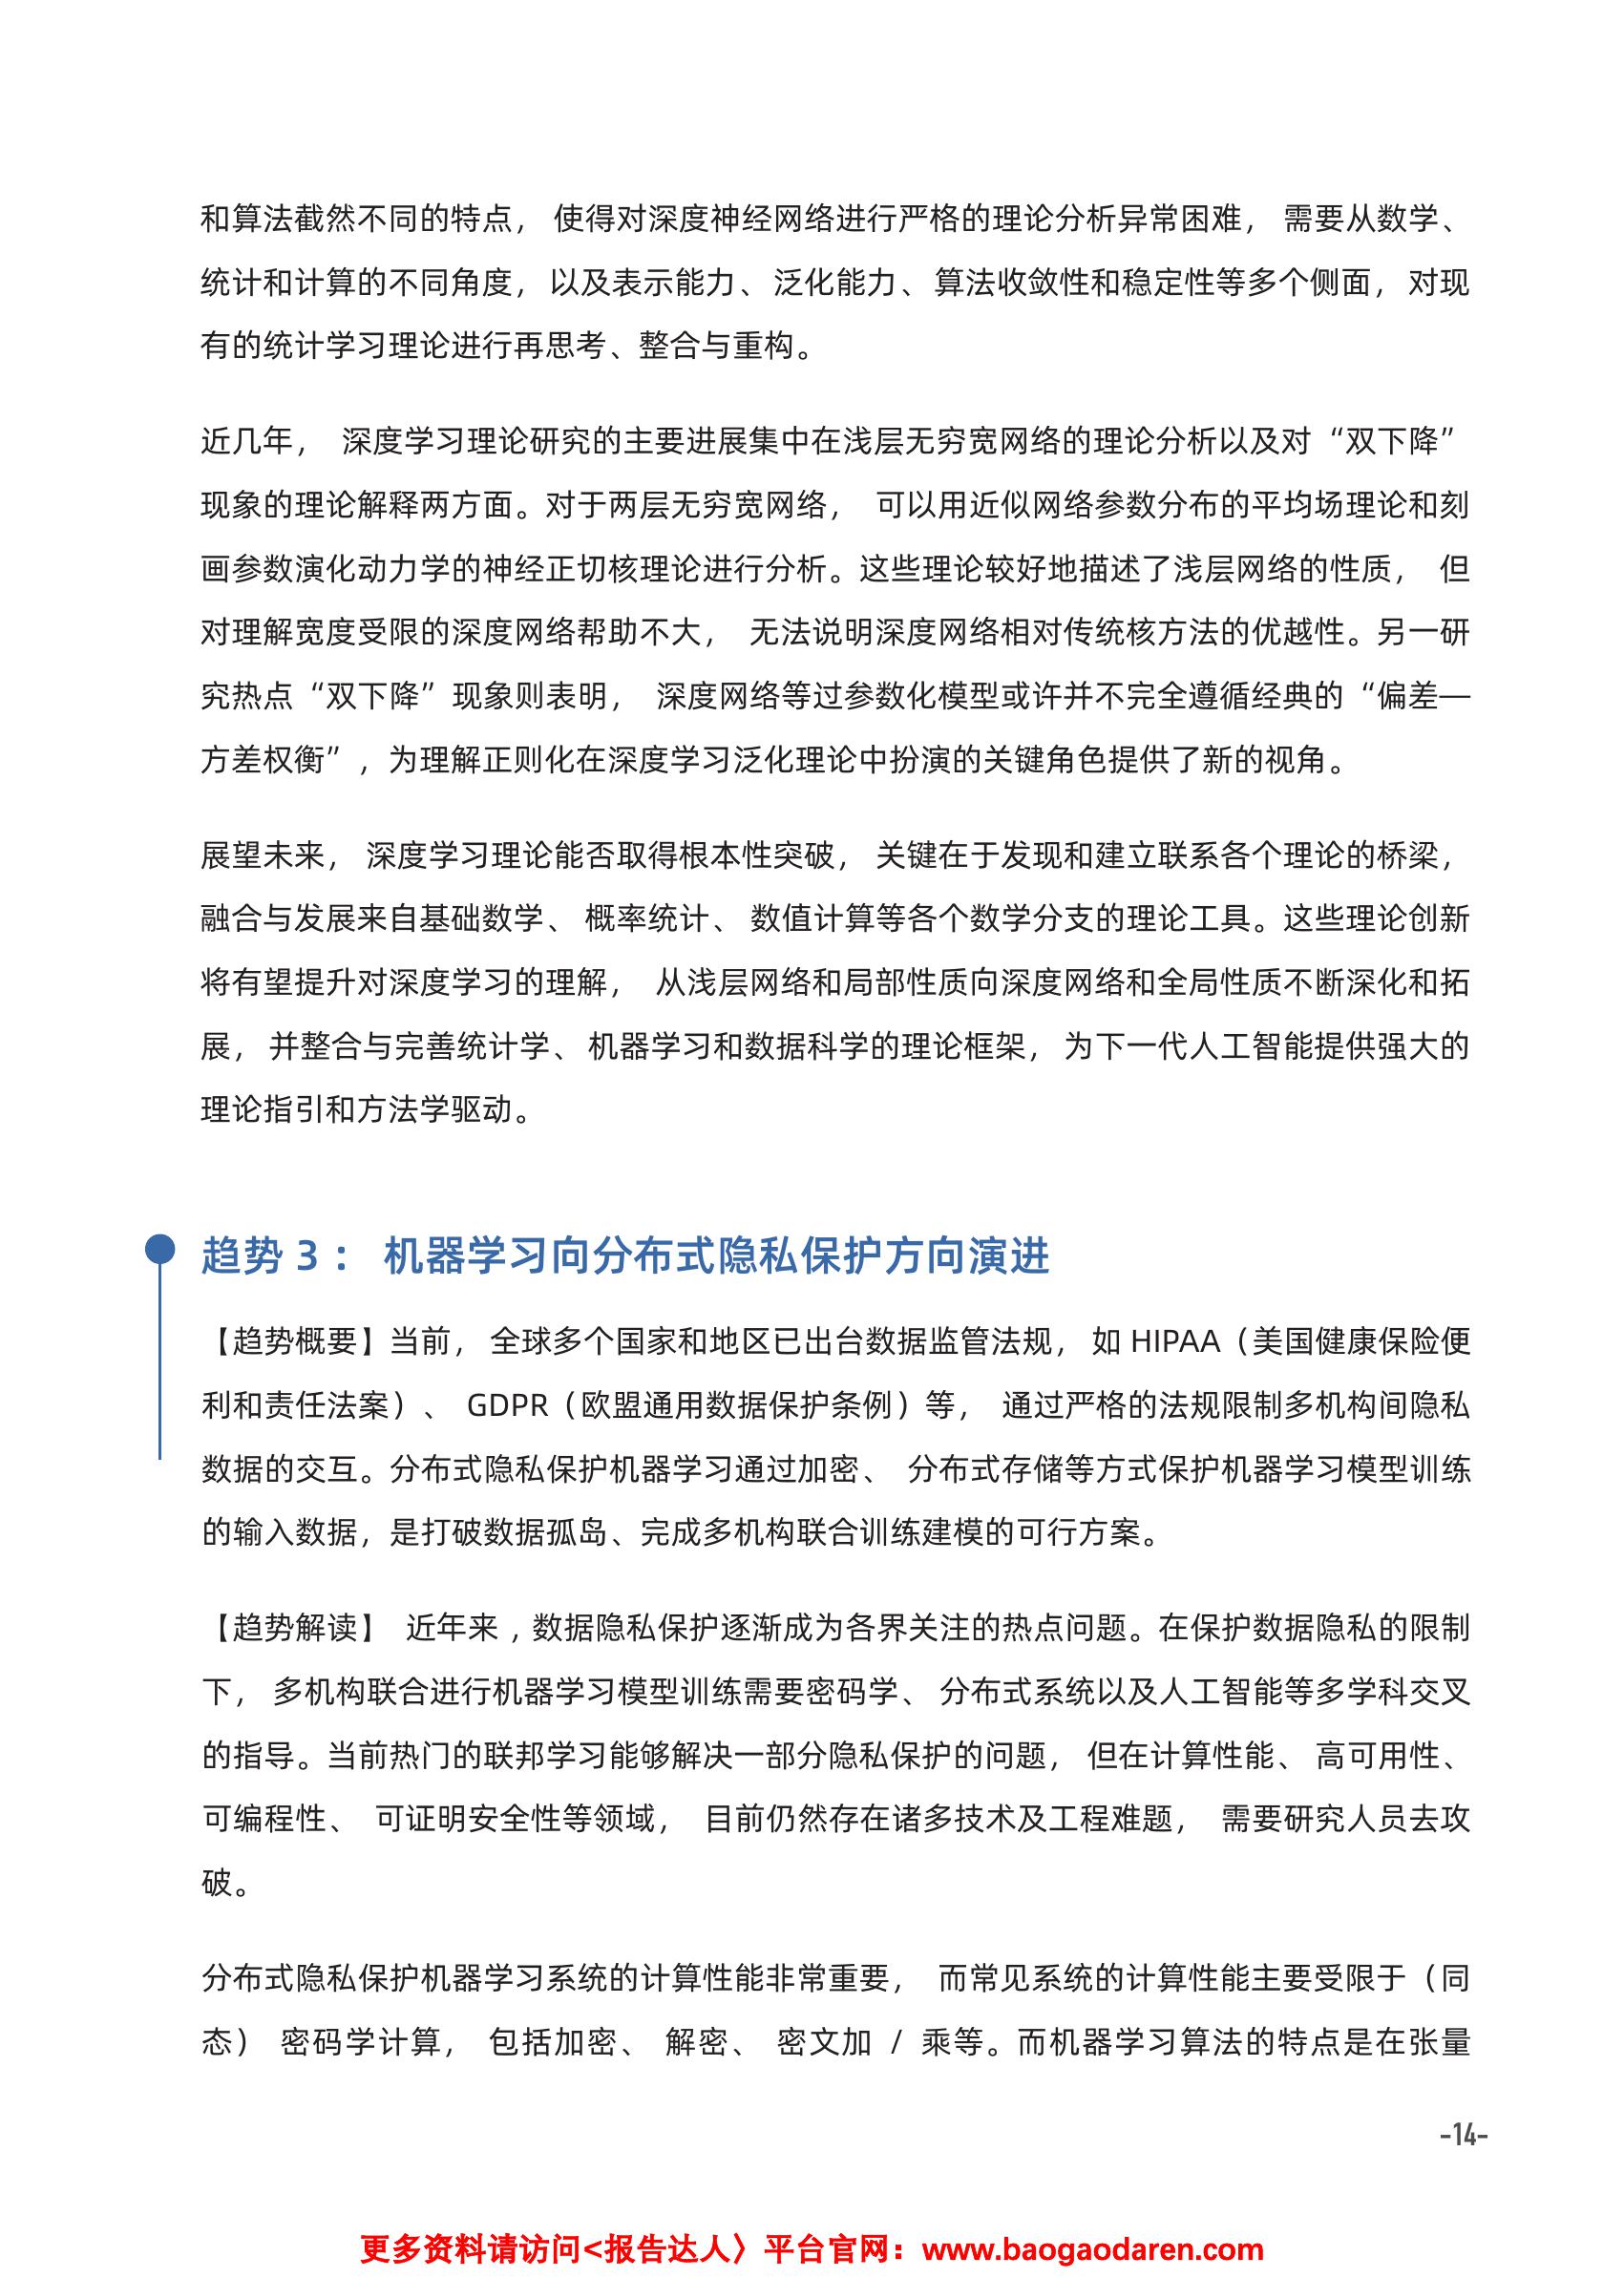 和算法截然不同的特点， 使得对深度神经网络进行严格的理论分析异常困难， 需要从数学、
统计和计算的不同角度， 以及表示能力、 泛化能力、 算法收敛性和稳定性等多个侧面， 对现
有的统计学习理论进行再思考、整合与重构。
近几年， 深度学习理论研究的主要进展集中在浅层无穷宽网络的理论分析以及对“双下降”
现象的理论解释两方面。对于两层无穷宽网络， 可以用近似网络参数分布的平均场理论和刻
画参数演化动力学的神经正切核理论进行分析。这些理论较好地描述了浅层网络的性质， 但
对理解宽度受限的深度网络帮助不大， 无法说明深度网络相对传统核方法的优越性。另一研
究热点“双下降”现象则表明， 深度网络等过参数化模型或许并不完全遵循经典的“偏差—
方差权衡”，为理解正则化在深度学习泛化理论中扮演的关键角色提供了新的视角。
展望未来， 深度学习理论能否取得根本性突破， 关键在于发现和建立联系各个理论的桥梁，
融合与发展来自基础数学、 概率统计、 数值计算等各个数学分支的理论工具。这些理论创新
将有望提升对深度学习的理解， 从浅层网络和局部性质向深度网络和全局性质不断深化和拓
展， 并整合与完善统计学、 机器学习和数据科学的理论框架， 为下一代人工智能提供强大的
理论指引和方法学驱动。
趋势 3： 机器学习向分布式隐私保护方向演进
【趋势概要】当前， 全球多个国家和地区已出台数据监管法规， 如 HIPAA（美国健康保险便
利和责任法案）、 GDPR（欧盟通用数据保护条例）等， 通过严格的法规限制多机构间隐私
数据的交互。分布式隐私保护机器学习通过加密、 分布式存储等方式保护机器学习模型训练
的输入数据，是打破数据孤岛、完成多机构联合训练建模的可行方案。
【趋势解读】 近年来，数据隐私保护逐渐成为各界关注的热点问题。在保护数据隐私的限制
下， 多机构联合进行机器学习模型训练需要密码学、 分布式系统以及人工智能等多学科交叉
的指导。当前热门的联邦学习能够解决一部分隐私保护的问题， 但在计算性能、 高可用性、
可编程性、 可证明安全性等领域， 目前仍然存在诸多技术及工程难题， 需要研究人员去攻
破。
分布式隐私保护机器学习系统的计算性能非常重要， 而常见系统的计算性能主要受限于（同
态） 密码学计算， 包括加密、 解密、 密文加 / 乘等。而机器学习算法的特点是在张量
-14-
更多资料请访问<报告达人〉平台官网：www.baogaodaren.com